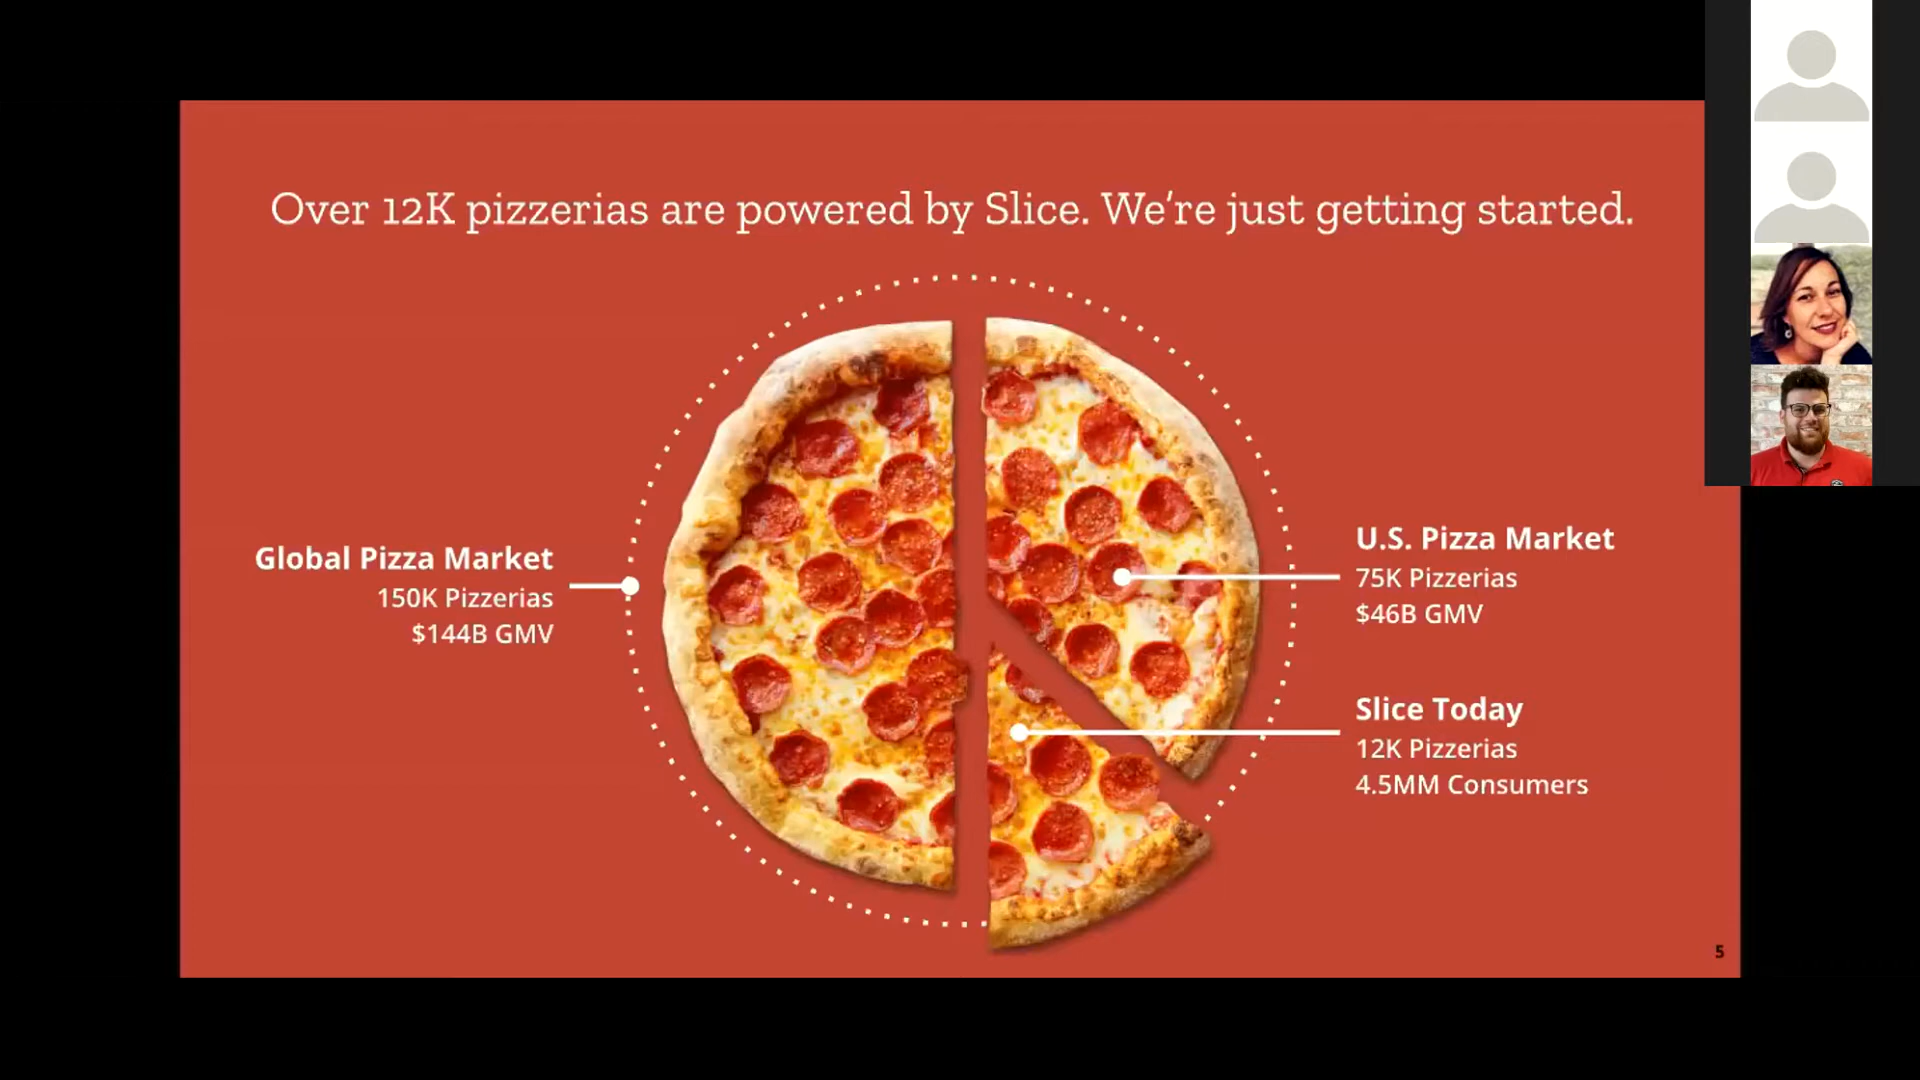 Over 12K pizzerias are powered by Slice. We're just getting started.
Global Pizza Market
150K Pizzerias
$144B GMV
U.S. Pizza Market
75K Pizzerias
$46B GMV
Slice Today
12K Pizzerias
4.5MM Consumers
5